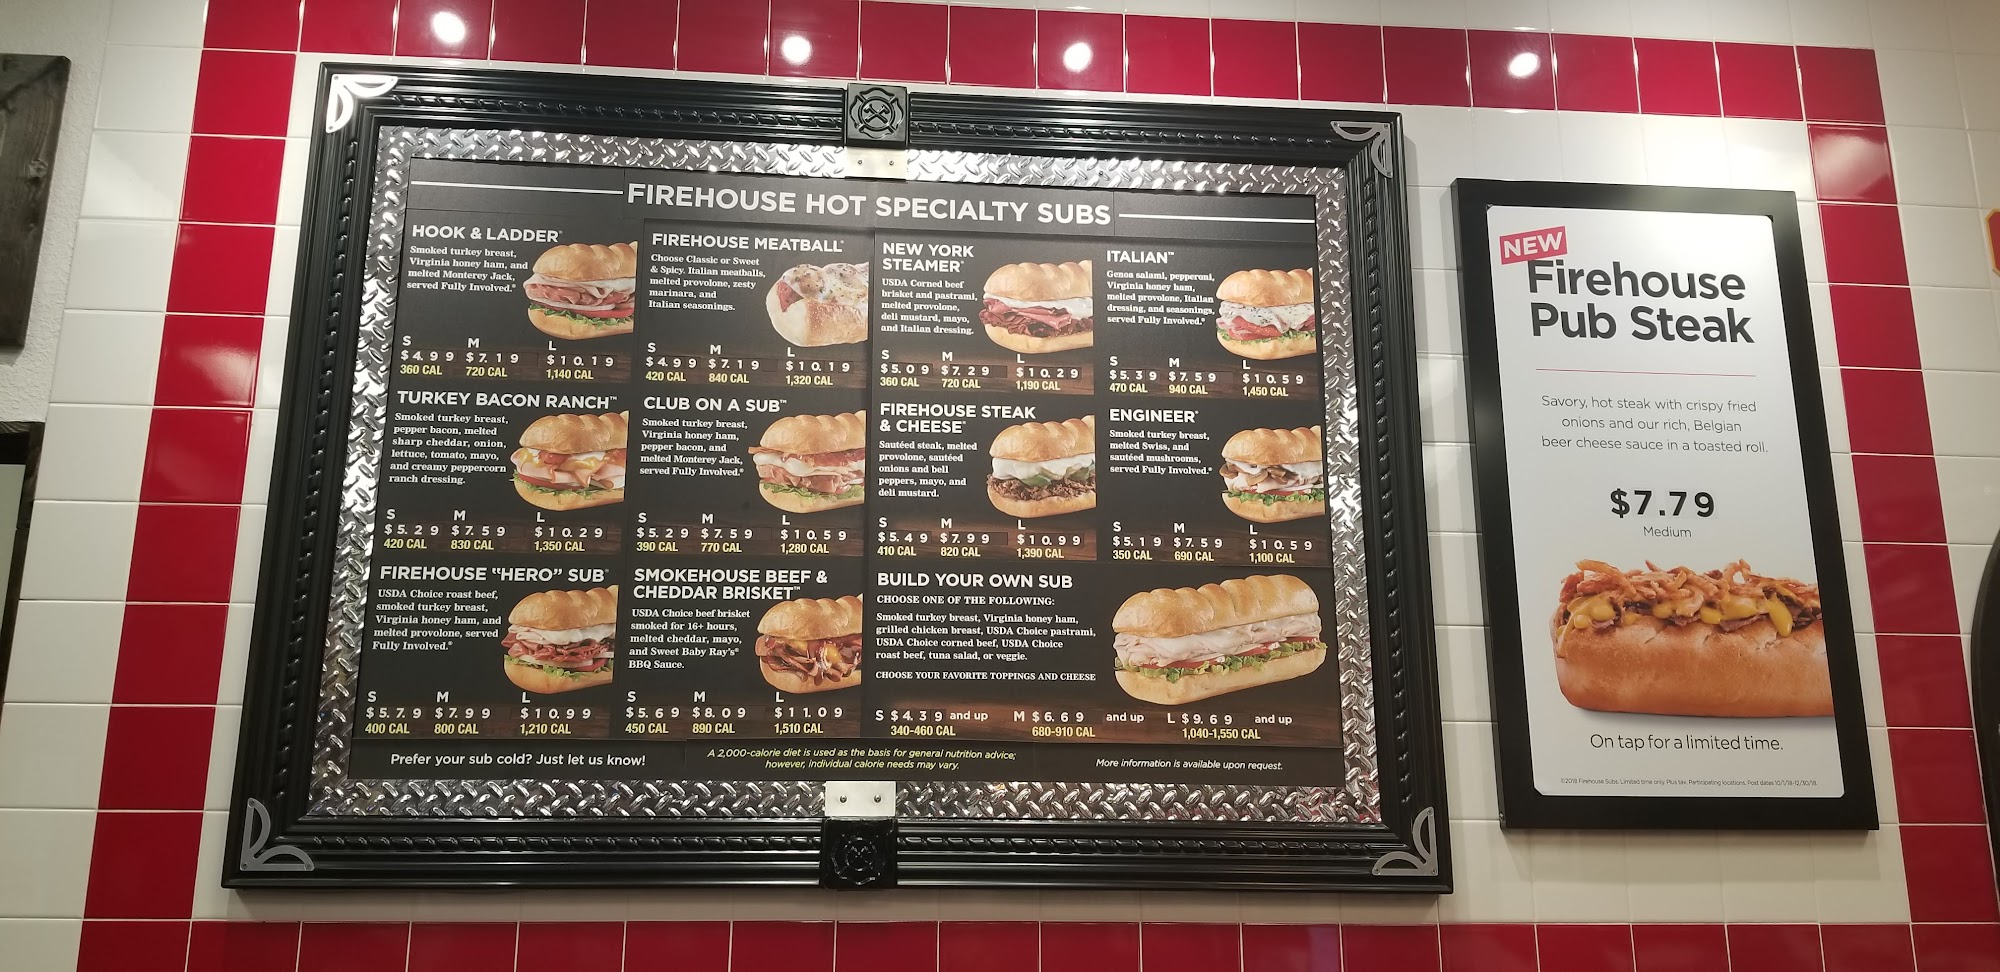 FIREHOUSE HOT SPECIALTY SUBS
HOOK & LADDER®
Smoked turkey breast,
Virginia honey ham, and
melted Monterey Jack,
served Fully Involved.®
S M L
$4.99 $7.19 $10.19
360 CAL 720 CAL 1,140 CAL
FIREHOUSE MEATBALL®
Choose Classic or Sweet
& Spicy. Italian meatballs,
melted provolone, zesty
marinara, and
Italian seasonings.
S M L
$4.99 $7.19 $10.19
420 CAL 840 CAL 1,320 CAL
NEW YORK
STEAMER®
USDA Corned beef
brisket and pastrami,
melted provolone,
deli mustard, mayo,
and Italian dressing.
S M L
$5.09 $7.29 $10.29
360 CAL 720 CAL 1,190 CAL
ITALIAN™
Genoa salami, pepperoni,
Virginia honey ham,
melted provolone, Italian
dressing, and seasonings,
served Fully Involved.®
S M L
$5.39 $7.59 $10.59
470 CAL 940 CAL 1,450 CAL
TURKEY BACON RANCH™
Smoked turkey breast,
pepper bacon, melted
sharp cheddar, onion,
lettuce, tomato, mayo,
and creamy peppercorn
ranch dressing.
S M L
$5.29 $7.59 $10.29
420 CAL 830 CAL 1,350 CAL
CLUB ON A SUB™
Smoked turkey breast,
Virginia honey ham,
pepper bacon, and
melted Monterey Jack,
served Fully Involved.®
S M L
$5.29 $7.59 $10.59
390 CAL 770 CAL 1,280 CAL
FIREHOUSE STEAK
& CHEESE®
Sautéed steak, melted
provolone, sautéed
onions and bell
peppers, mayo, and
deli mustard.
S M L
$5.49 $7.99 $10.99
410 CAL 820 CAL 1,390 CAL
ENGINEER®
Smoked turkey breast,
melted Swiss, and
sautéed mushrooms,
served Fully Involved.®
S M L
$5.19 $7.59 $10.59
350 CAL 690 CAL 1,100 CAL
FIREHOUSE "HERO" SUB®
USDA Choice roast beef,
smoked turkey breast,
Virginia honey ham, and
melted provolone, served
Fully Involved.®
S M L
$5.79 $7.99 $10.99
400 CAL 800 CAL 1,210 CAL
SMOKEHOUSE BEEF &
CHEDDAR BRISKET™
USDA Choice beef brisket
smoked for 16+ hours,
melted cheddar, mayo,
and Sweet Baby Ray's®
BBQ Sauce.
S M L
$5.69 $8.09 $11.09
450 CAL 890 CAL 1,510 CAL
BUILD YOUR OWN SUB
CHOOSE ONE OF THE FOLLOWING:
Smoked turkey breast, Virginia honey ham,
grilled chicken breast, USDA Choice pastrami,
USDA Choice corned beef, USDA Choice
roast beef, tuna salad, or veggie.
CHOOSE YOUR FAVORITE TOPPINGS AND CHEESE
S $4.39 and up M $6.69 and up L $9.69 and up
340-460 CAL 680-910 CAL 1,040-1,550 CAL
Prefer your sub cold? Just let us know!
A 2,000-calorie diet is used as the basis for general nutrition advice;
however, individual calorie needs may vary.
More information is available upon request.
NEW
Firehouse
Pub Steak
Savory, hot steak with crispy fried
onions and our rich, Belgian
beer cheese sauce in a toasted roll.
$7.79
Medium
On tap for a limited time.
©2018 Firehouse Subs. Limited time only. Plus tax. Participating locations. Post dates 10/1/18-12/30/18.